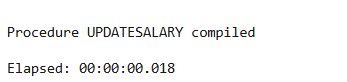 Procedure UPDATESALARY compiled
Elapsed: 00:00:00.018